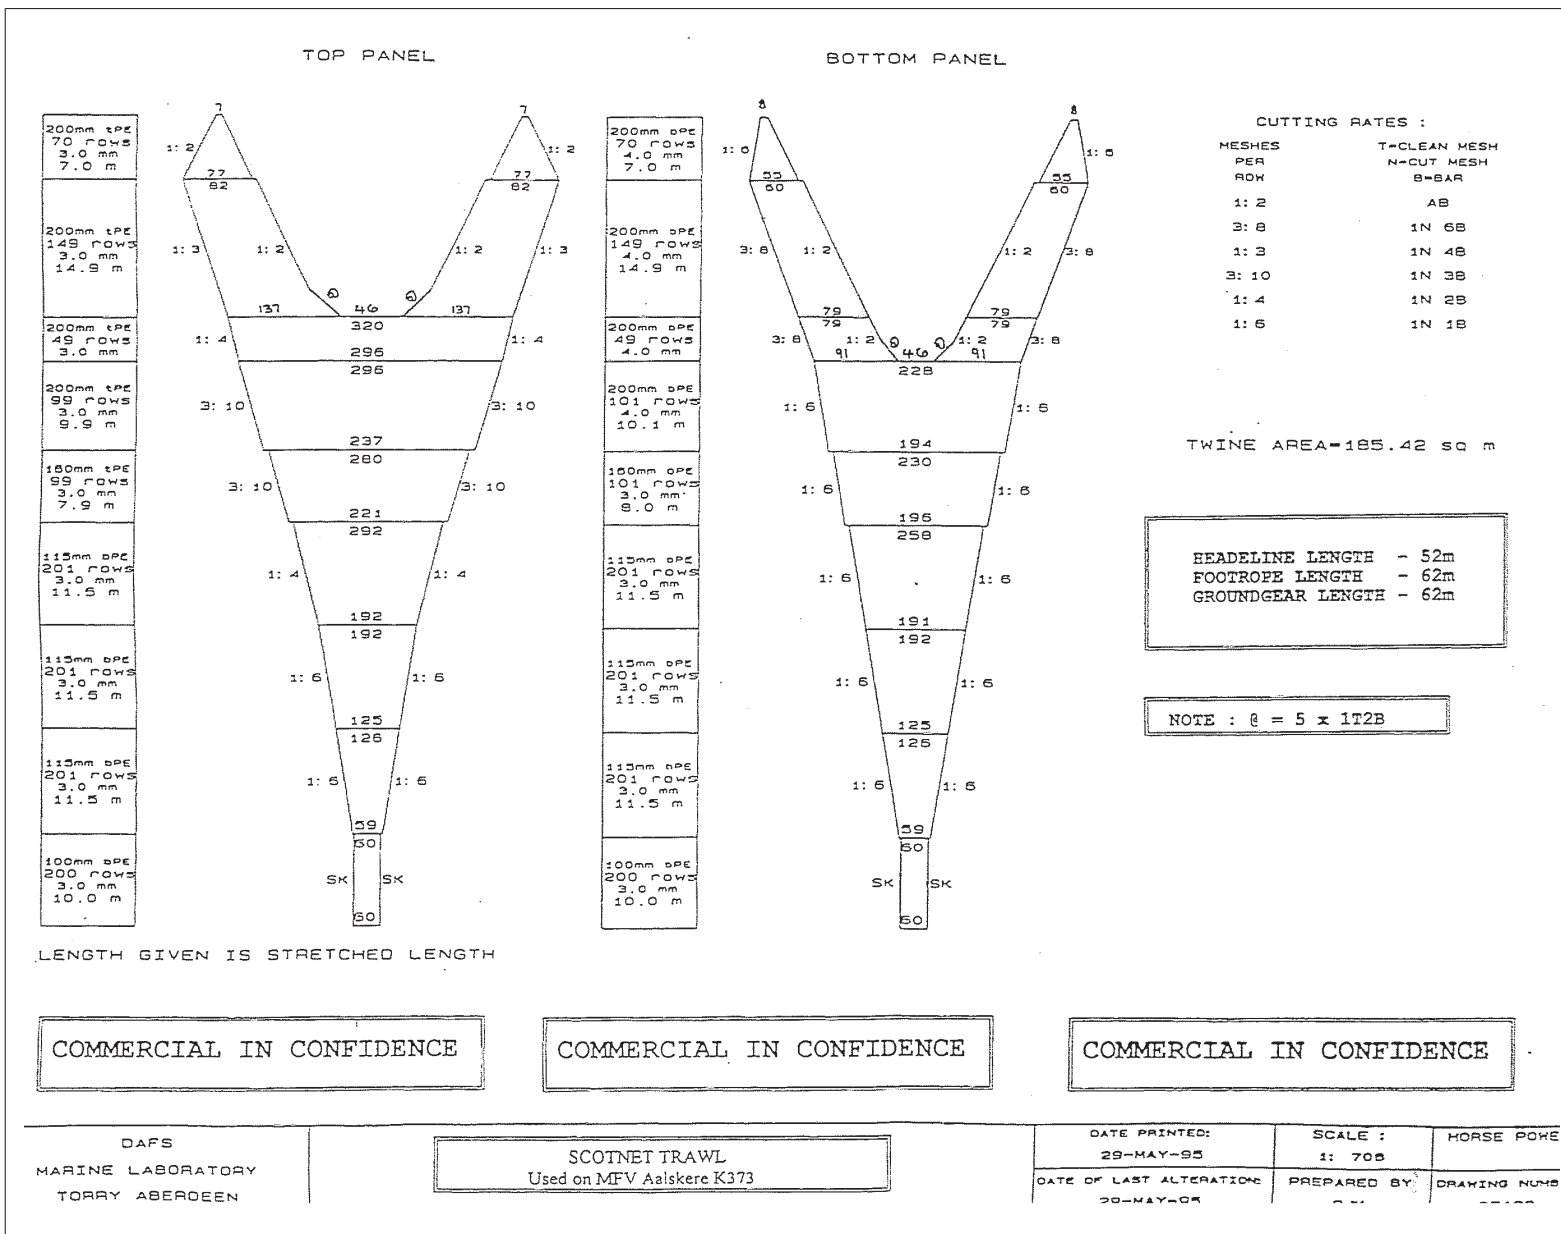 TOP PANEL
BOTTOM PANEL
7
7
200mm tPE
70 rows
3.0 mm
7.0 m
1: 2
1: 2
77
82
77
82
200mm tPE
149 rows
3.0 mm
14.9 m
1: 3
1: 2
1: 2
1: 3
@
@
137
46
137
320
200mm tPE
49 rows
3.0 mm
1: 4
1: 4
296
296
200mm tPE
99 rows
3.0 mm
9.9 m
3: 10
3: 10
237
280
160mm tPE
99 rows
3.0 mm
7.9 m
3: 10
3: 10
221
292
115mm DPE
201 rows
3.0 mm
11.5 m
1: 4
1: 4
192
192
115mm DPE
201 rows
3.0 mm
11.5 m
1: 6
1: 6
125
126
115mm DPE
201 rows
3.0 mm
11.5 m
1: 6
1: 6
59
60
100mm DPE
200 rows
3.0 mm
10.0 m
SK
SK
60
8
8
200mm DPE
70 rows
4.0 mm
7.0 m
1: 6
1: 6
55
60
55
60
200mm DPE
149 rows
4.0 mm
14.9 m
3: 8
1: 2
1: 2
3: 8
79
79
79
79
200mm DPE
49 rows
4.0 mm
3: 8
1: 2
@
@
1: 2
3: 8
91
46
91
228
200mm DPE
101 rows
4.0 mm
10.1 m
1: 6
1: 6
194
230
160mm DPE
101 rows
3.0 mm
8.0 m
1: 6
1: 6
196
258
115mm DPE
201 rows
3.0 mm
11.5 m
1: 6
1: 6
191
192
115mm DPE
201 rows
3.0 mm
11.5 m
1: 6
1: 6
125
126
115mm DPE
201 rows
3.0 mm
11.5 m
1: 6
1: 6
59
60
100mm DPE
200 rows
3.0 mm
10.0 m
SK
SK
60
CUTTING RATES :
MESHES PER ROW
T=CLEAN MESH
N=CUT MESH
B=BAR
1: 2 AB
3: 8 1N 6B
1: 3 1N 4B
3: 10 1N 3B
1: 4 1N 2B
1: 6 1N 1B
TWINE AREA=185.42 sq m
HEADELINE LENGTH - 52m
FOOTROPE LENGTH - 62m
GROUNDGEAR LENGTH - 62m
NOTE : @ = 5 x 1T2B
LENGTH GIVEN IS STRETCHED LENGTH
COMMERCIAL IN CONFIDENCE
COMMERCIAL IN CONFIDENCE
COMMERCIAL IN CONFIDENCE
DAFS
MARINE LABORATORY
TORRY ABERDEEN
SCOTNET TRAWL
Used on MFV Aalskere K373
DATE PRINTED:
29-MAY-95
SCALE :
1: 706
HORSE POWE
DATE OF LAST ALTERATION:
PREPARED BY
DRAWING NUMB